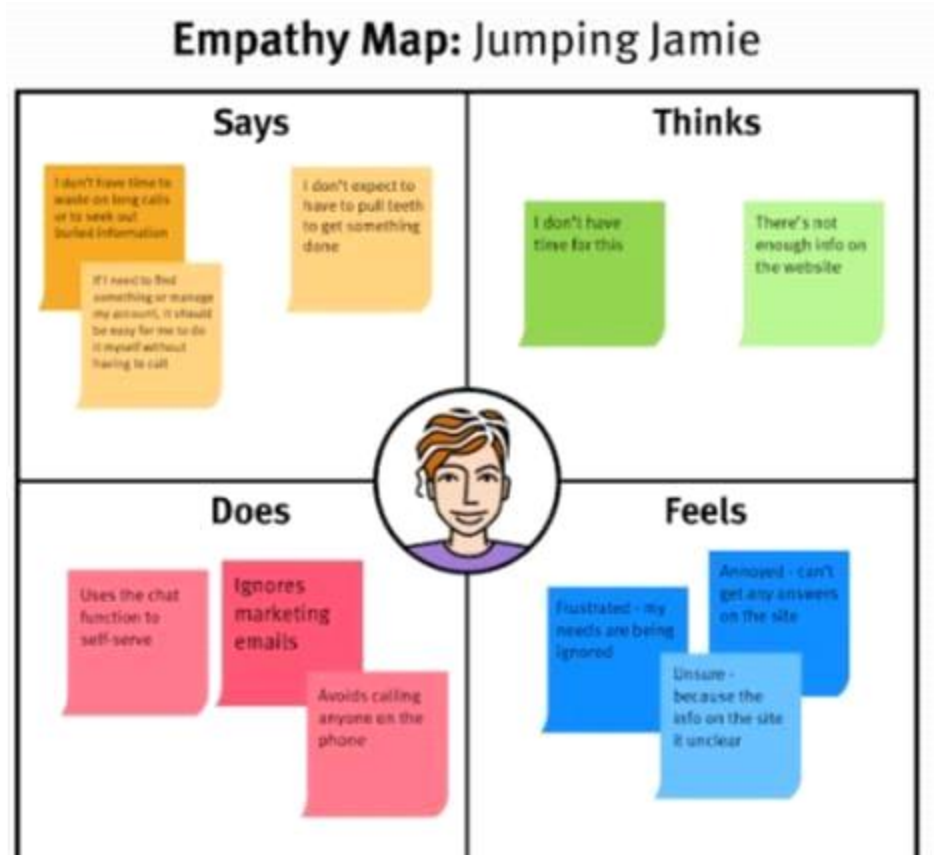 Empathy Map: Jumping Jamie
Says
I don't have time to
waste on long calls
or to seek out
buried information
If I need to find
something or manage
my account, it should
be easy for me to do
it myself without
having to call
I don't expect to
have to pull teeth
to get something
done
Thinks
I don't have
time for this
There's not
enough info on
the website
Does
Uses the chat
function to
self-serve
Ignores
marketing
emails
Avoids calling
anyone on the
phone
Feels
Frustrated - my
needs are being
ignored
Annoyed - can't
get any answers
on the site
Unsure -
because the
info on the site
it unclear